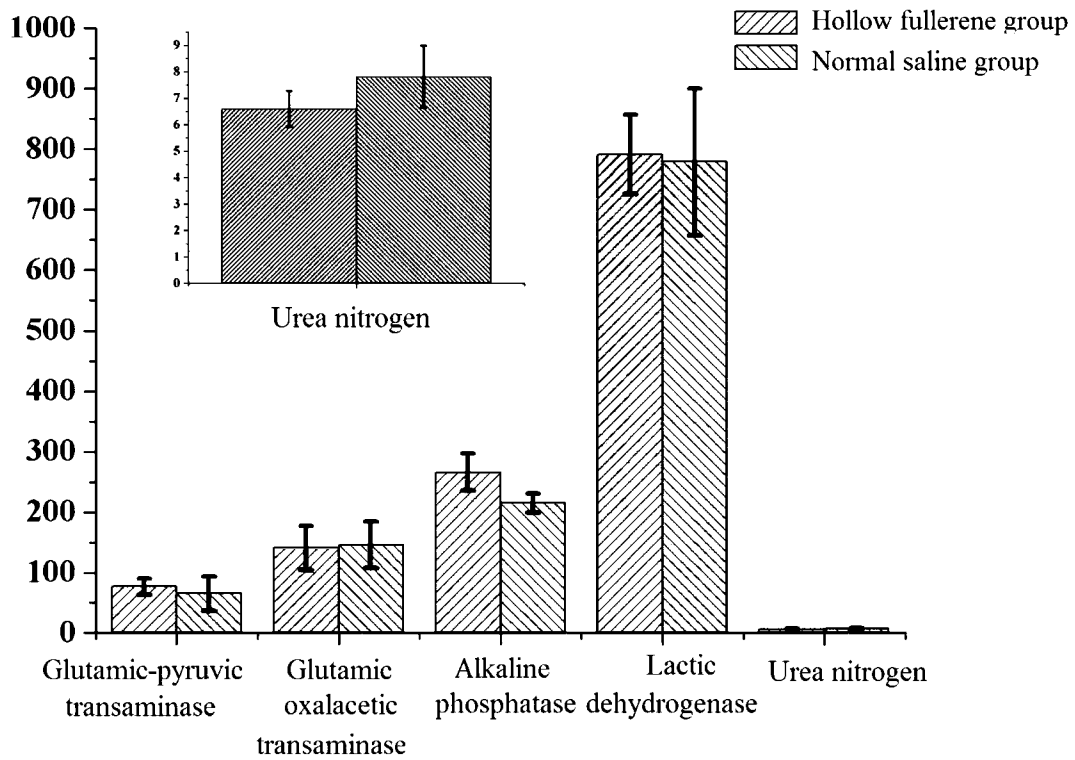 Hollow fullerene group
Normal saline group
1000
900
800
700
600
500
400
300
200
100
0
9
8
7
6
5
4
3
2
1
0
Urea nitrogen
Glutamic-pyruvic
transaminase
Glutamic
oxalacetic
transaminase
Alkaline
phosphatase
Lactic
dehydrogenase
Urea nitrogen